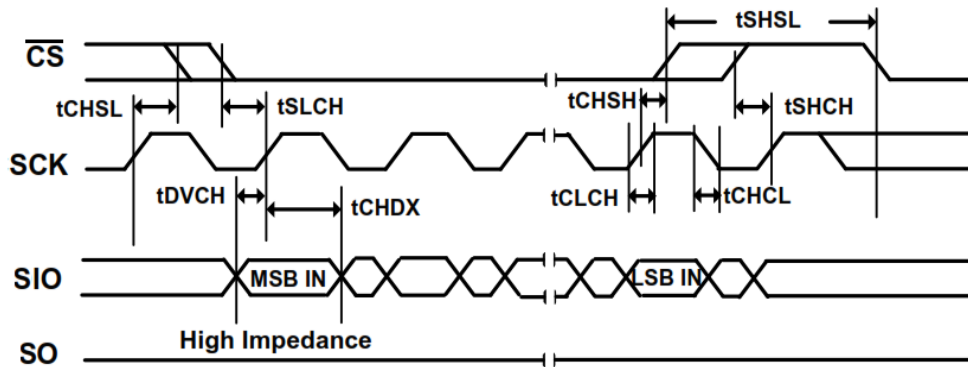 tSHSL
CS
tCHSL
tSLCH
tCHSH
tSHCH
SCK
tDVCH
tCHDX
tCLCH
tCHCL
SIO
MSB IN
LSB IN
High Impedance
SO